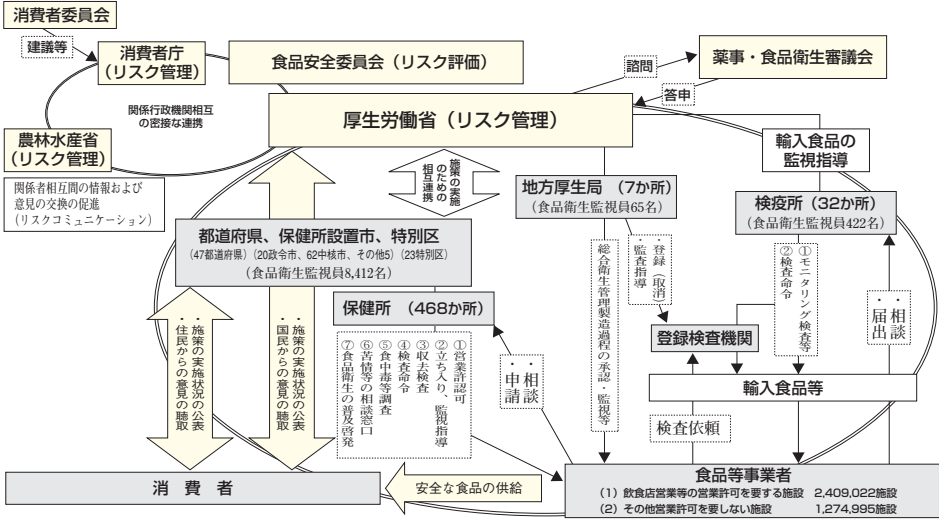 消費者委員会
建議等
消費者庁
(リスク管理)
食品安全委員会（リスク評価）
諮問
薬事・食品衛生審議会
答申
関係行政機関相互
の密接な連携
厚生労働省（リスク管理）
農林水産省
(リスク管理)
輸入食品の
監視指導
関係者相互間の情報および
意見の交換の促進
(リスクコミュニケーション)
施策の実施
のための
相互連携
地方厚生局（7か所）
(食品衛生監視員65名)
検疫所（32か所）
(食品衛生監視員422名)
都道府県、保健所設置市、特別区
(47都道府県)(20政令市、62中核市、その他5)(23特別区)
(食品衛生監視員8,412名)
保健所（468か所）
・登録（取消）
・監査指導
①モニタリング検査等
②検査命令
・相談
・届出
総合衛生管理製造過程の承認・監視等
登録検査機関
輸入食品等
・施策の実施状況の公表
・住民からの意見の聴取
・施策の実施状況の公表
・国民からの意見の聴取
①営業許認可
②立ち入り、監視指導
③収去検査
④検査命令
⑤食中毒等調査
⑥苦情等の相談窓口
⑦食品衛生の普及啓発
・相談
・申請
検査依頼
消費者
安全な食品の供給
食品等事業者
(1) 飲食店営業等の営業許可を要する施設 2,409,022施設
(2) その他営業許可を要しない施設 1,274,995施設